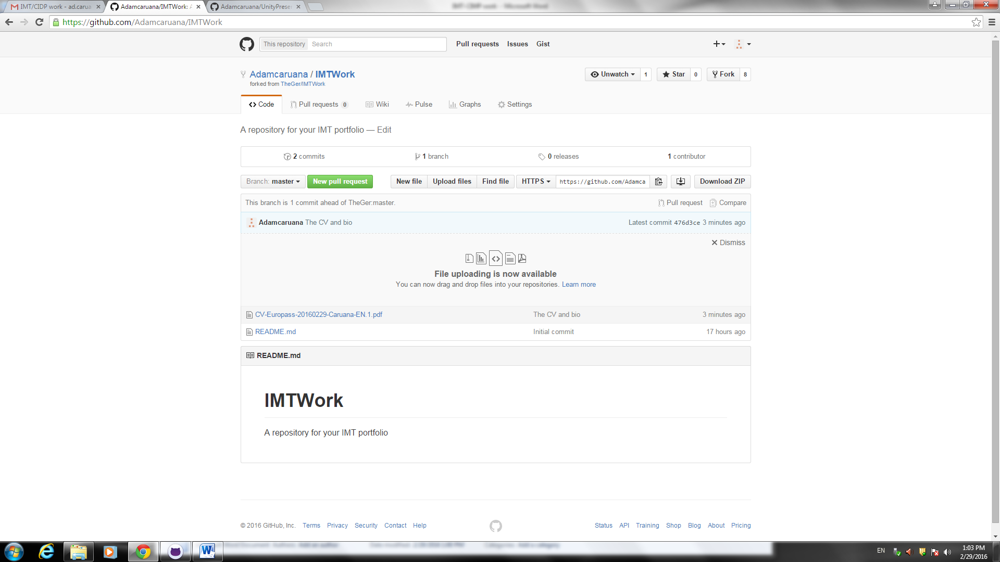 IMT/CIDP work - ad.carua
Adamcaruana/IMTWork: A
Adamcaruana/UnityPrese
IMT-CIDP work - Microsoft Word
https://github.com/Adamcaruana/IMTWork
This repository Search Pull requests Issues Gist
Adamcaruana / IMTWork
Unwatch 1 Star 0 Fork 8
forked from TheGer/IMTWork
Code Pull requests 0 Wiki Pulse Graphs Settings
A repository for your IMT portfolio — Edit
2 commits 1 branch 0 releases 1 contributor
Branch: master New pull request New file Upload files Find file HTTPS https://github.com/Adamca Download ZIP
This branch is 1 commit ahead of TheGer:master. Pull request Compare
Adamcaruana The CV and bio Latest commit 476d3ce 3 minutes ago
Dismiss
File uploading is now available
You can now drag and drop files into your repositories. Learn more
CV-Europass-20160229-Caruana-EN.1.pdf The CV and bio 3 minutes ago
README.md Initial commit 17 hours ago
README.md
IMTWork
A repository for your IMT portfolio
© 2016 GitHub, Inc. Terms Privacy Security Contact Help Status API Training Shop Blog About Pricing
EN
1:03 PM
2/29/2016